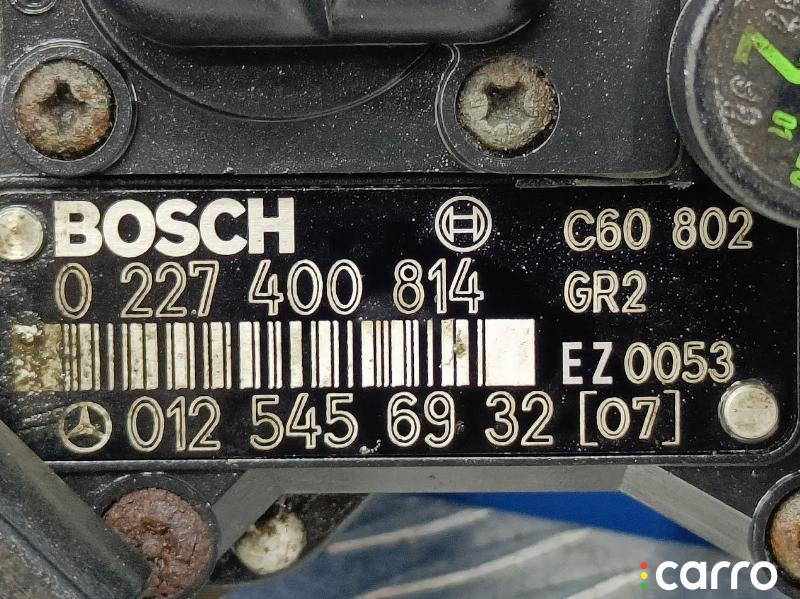 BOSCH C60 802
0 227 400 814 GR2
EZ 0053
012 545 69 32 [07]
carro